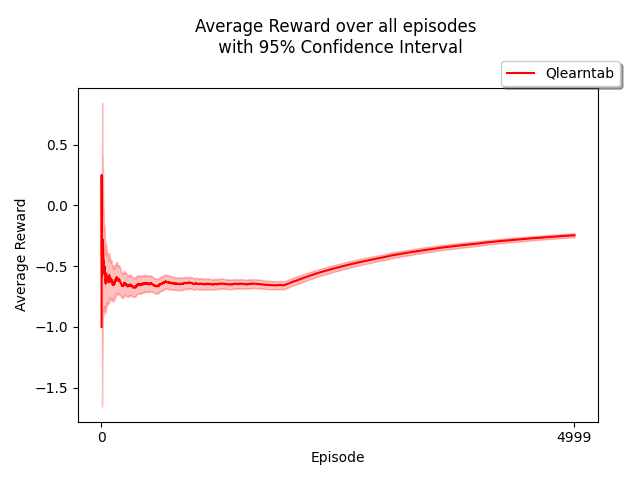 Average Reward over all episodes
with 95% Confidence Interval
Qlearntab
Average Reward
0.5
0.0
−0.5
−1.0
−1.5
0
4999
Episode